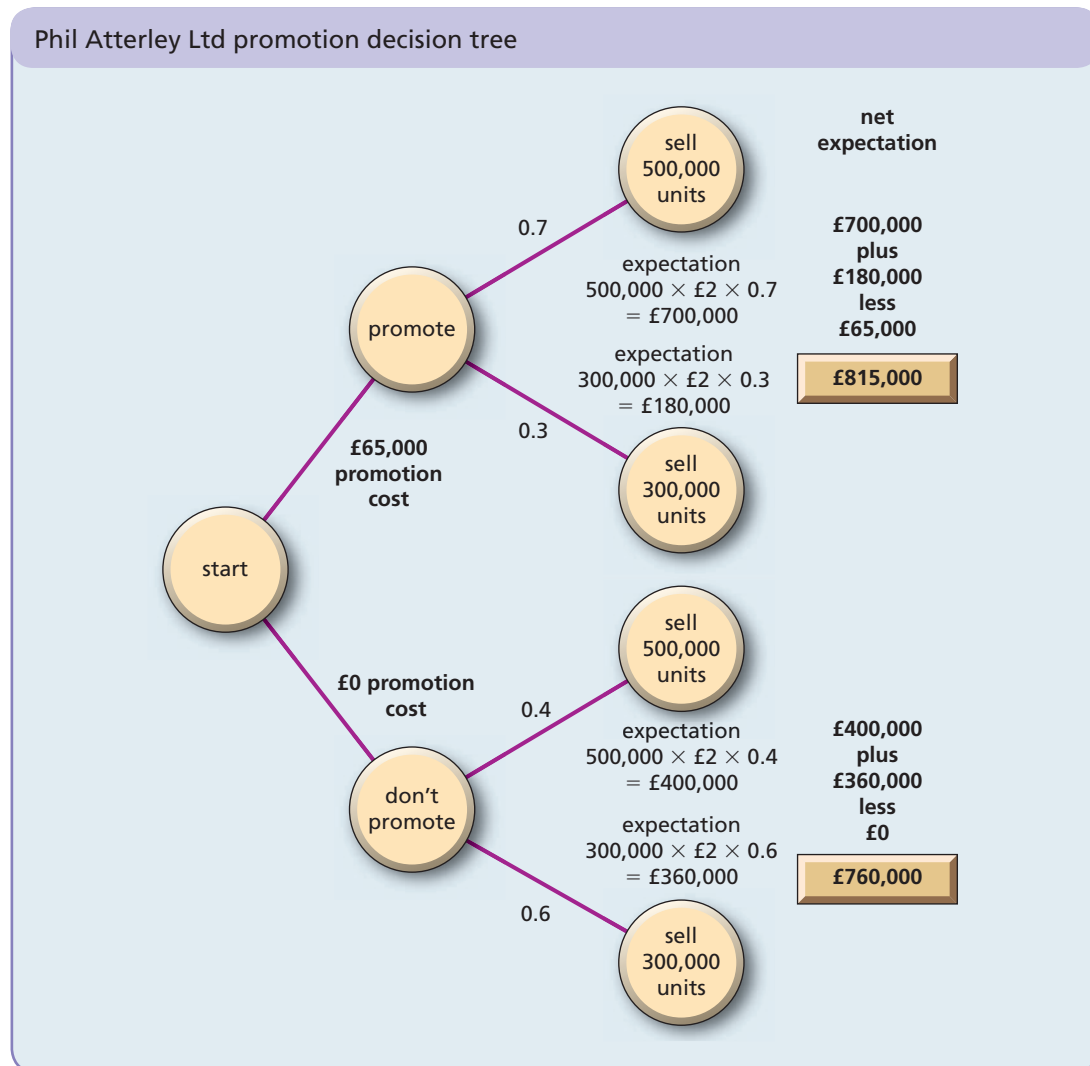 Phil Atterley Ltd promotion decision tree
sell
500,000
units
net
expectation
0.7
expectation
500,000 × £2 × 0.7
= £700,000
£700,000
plus
£180,000
less
£65,000
promote
expectation
300,000 × £2 × 0.3
= £180,000
£815,000
0.3
£65,000
promotion
cost
sell
300,000
units
start
sell
500,000
units
£0 promotion
cost
0.4
expectation
500,000 × £2 × 0.4
= £400,000
£400,000
plus
£360,000
less
£0
don't
promote
expectation
300,000 × £2 × 0.6
= £360,000
£760,000
0.6
sell
300,000
units